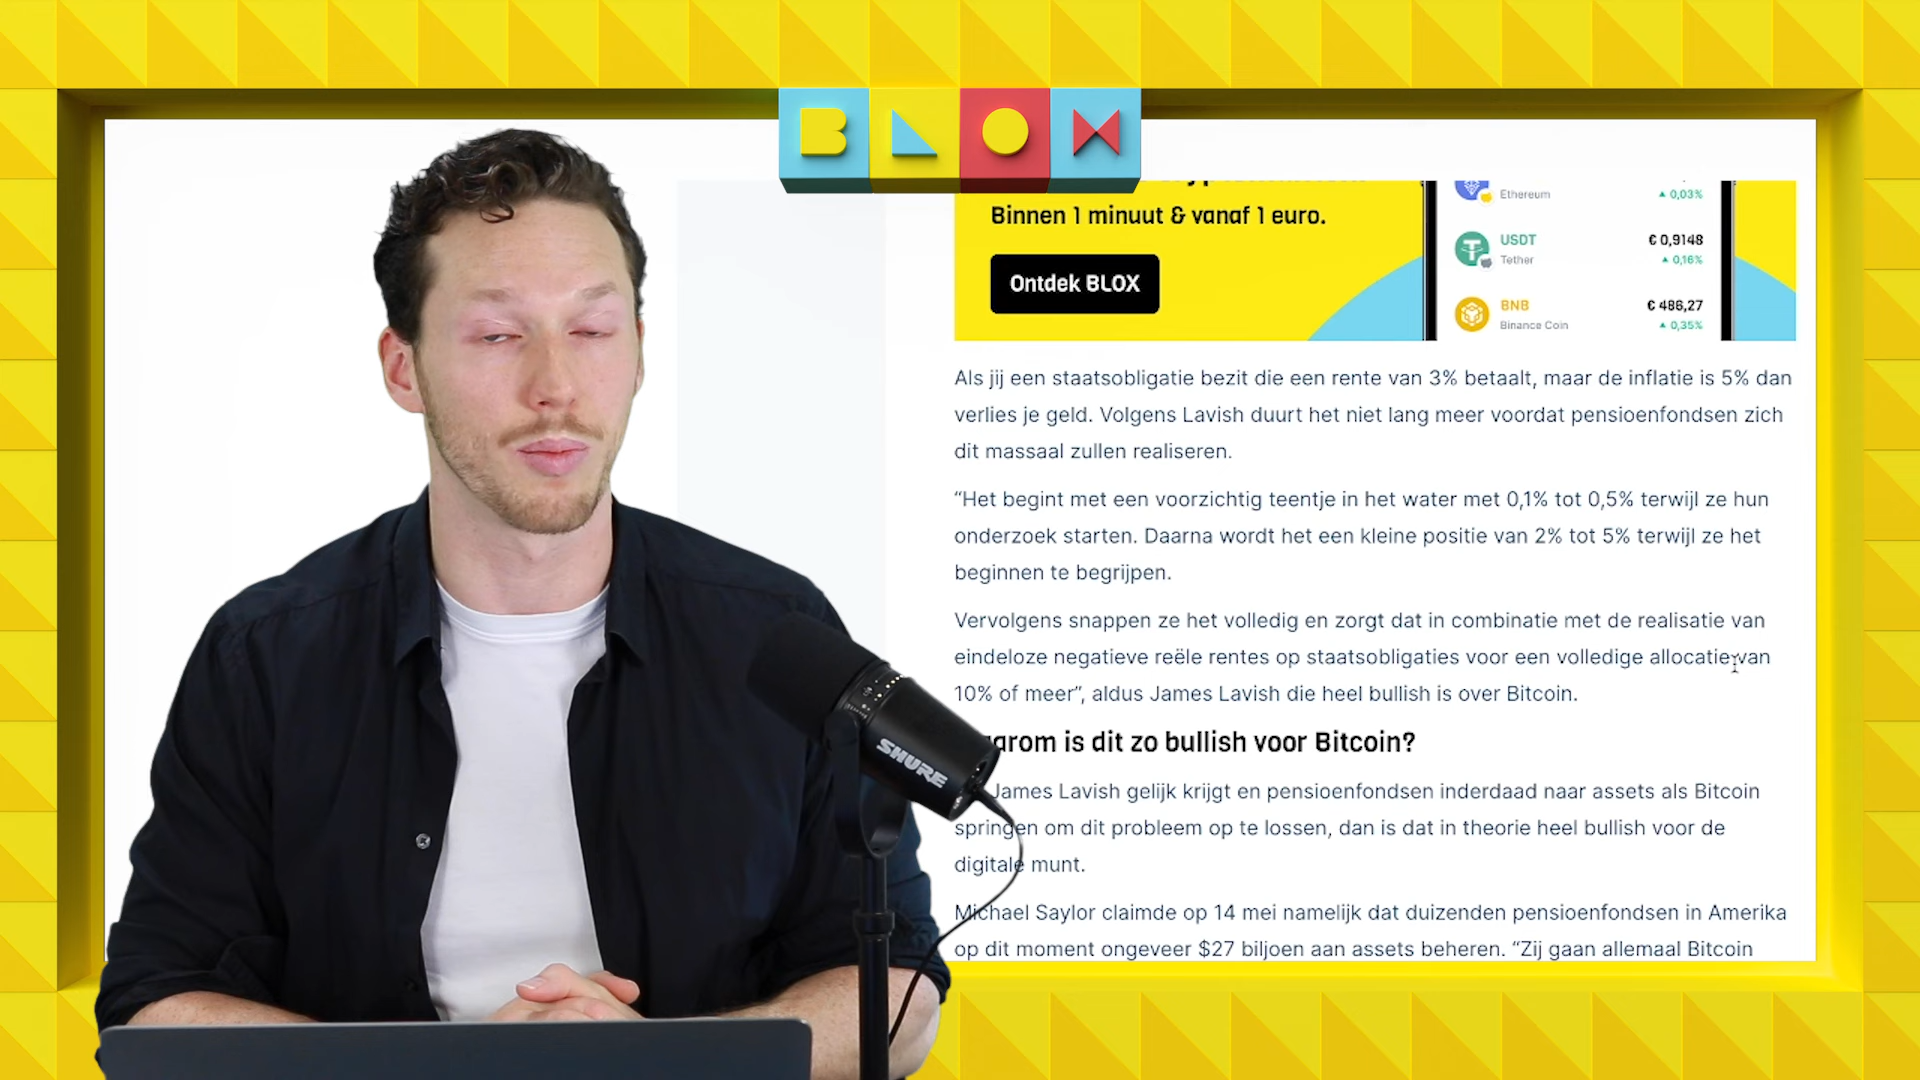 BLOX
Binnen 1 minuut & vanaf 1 euro.
Ontdek BLOX
Ethereum
▲ 0,03%
USDT
€ 0,9148
Tether
▲ 0,16%
BNB
€ 486,27
Binance Coin
▲ 0,35%
Als jij een staatsobligatie bezit die een rente van 3% betaalt, maar de inflatie is 5% dan
verlies je geld. Volgens Lavish duurt het niet lang meer voordat pensioenfondsen zich
dit massaal zullen realiseren.
“Het begint met een voorzichtig teentje in het water met 0,1% tot 0,5% terwijl ze hun
onderzoek starten. Daarna wordt het een kleine positie van 2% tot 5% terwijl ze het
beginnen te begrijpen.
Vervolgens snappen ze het volledig en zorgt dat in combinatie met de realisatie van
eindeloze negatieve reële rentes op staatsobligaties voor een volledige allocatie van
10% of meer”, aldus James Lavish die heel bullish is over Bitcoin.
is dit zo bullish voor Bitcoin?
James Lavish gelijk krijgt en pensioenfondsen inderdaad naar assets als Bitcoin
springen om dit probleem op te lossen, dan is dat in theorie heel bullish voor de
digitale munt.
Michael Saylor claimde op 14 mei namelijk dat duizenden pensioenfondsen in Amerika
op dit moment ongeveer $27 biljoen aan assets beheren. “Zij gaan allemaal Bitcoin
SHURE